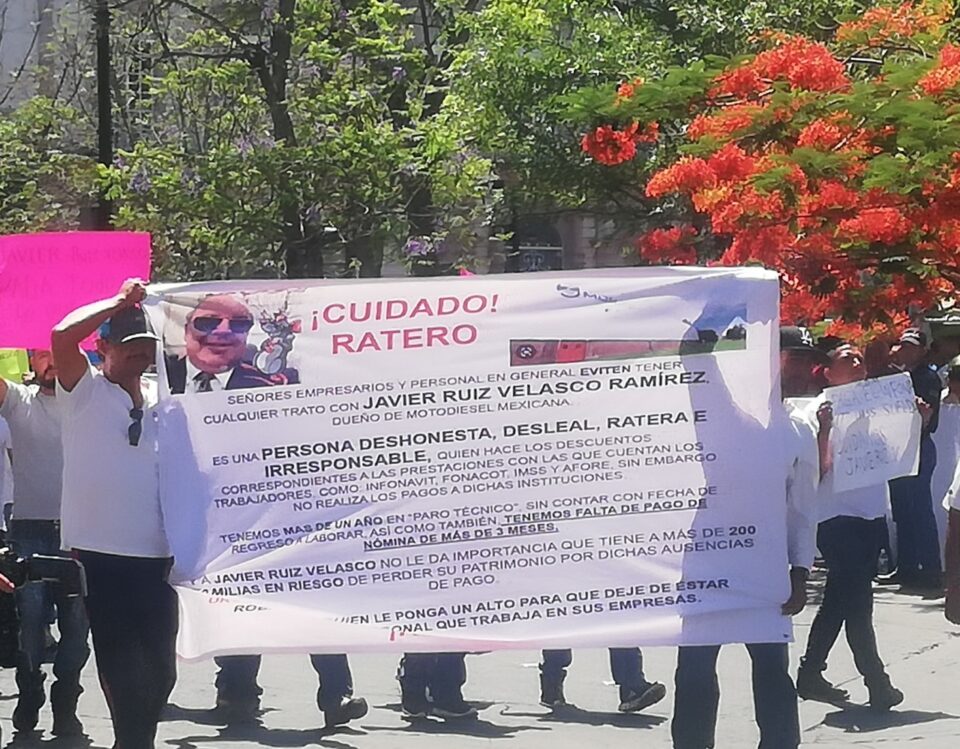 JAVIER
¡CUIDADO!
RATERO
SEÑORES EMPRESARIOS Y PERSONAL EN GENERAL EVITEN TENER
CUALQUIER TRATO CON JAVIER RUIZ VELASCO RAMÍREZ,
DUEÑO DE MOTODIESEL MEXICANA.
ES UNA PERSONA DESHONESTA, DESLEAL, RATERA E
IRRESPONSABLE, QUIEN HACE LOS DESCUENTOS
CORRESPONDIENTES A LAS PRESTACIONES CON LAS QUE CUENTAN LOS
TRABAJADORES, COMO: INFONAVIT, FONACOT, IMSS Y AFORE, SIN EMBARGO
NO REALIZA LOS PAGOS A DICHAS INSTITUCIONES.
TENEMOS MAS DE UN AÑO EN "PARO TÉCNICO", SIN CONTAR CON FECHA DE
REGRESO A LABORAR, ASÍ COMO TAMBIÉN, TENEMOS FALTA DE PAGO DE
NÓMINA DE MÁS DE 3 MESES.
A JAVIER RUIZ VELASCO NO LE DA IMPORTANCIA QUE TIENE A MÁS DE 200
MILIAS EN RIESGO DE PERDER SU PATRIMONIO POR DICHAS AUSENCIAS
DE PAGO.
IEN LE PONGA UN ALTO PARA QUE DEJE DE ESTAR
ONAL QUE TRABAJA EN SUS EMPRESAS.